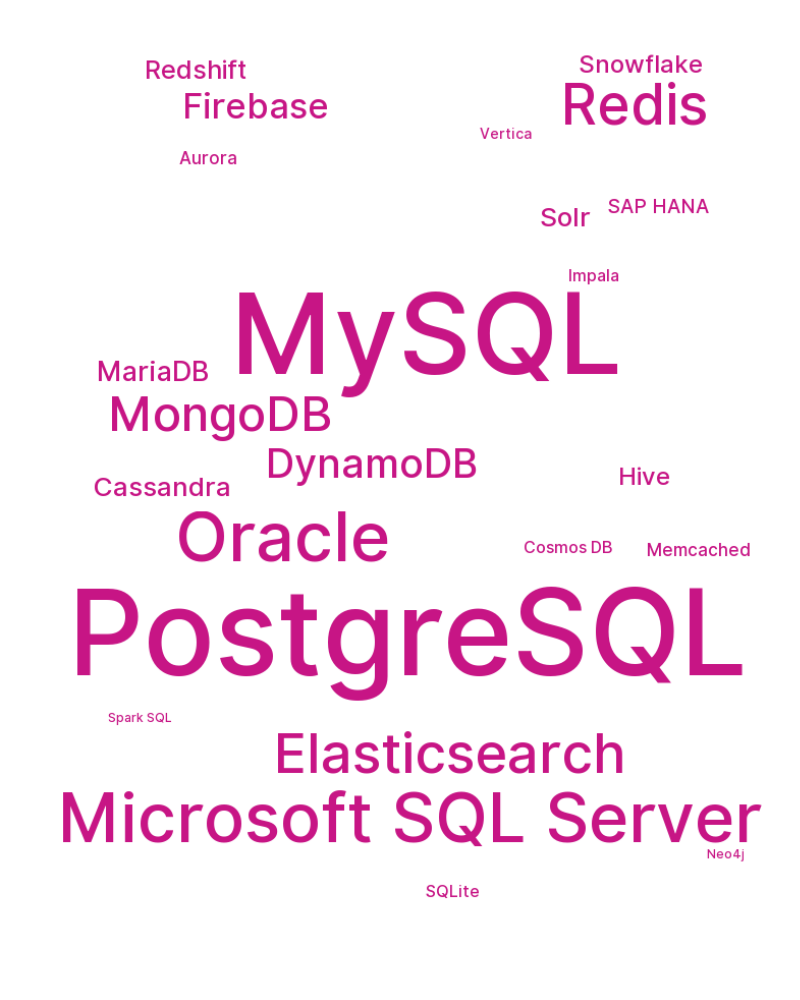 Redshift
Snowflake
Firebase
Redis
Vertica
Aurora
SAP HANA
Solr
Impala
MySQL
MariaDB
MongoDB
DynamoDB
Hive
Cassandra
Oracle
Cosmos DB
Memcached
PostgreSQL
Spark SQL
Elasticsearch
Microsoft SQL Server
Neo4j
SQLite